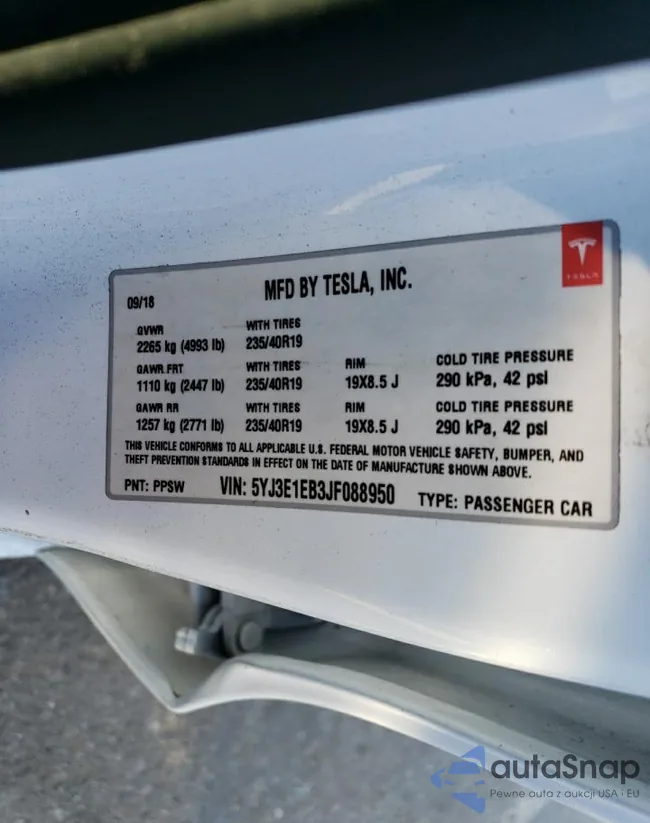 MFD BY TESLA, INC.
TESLA
09/18
GVWR WITH TIRES
2265 kg (4993 lb) 235/40R19
GAWR FRT WITH TIRES RIM COLD TIRE PRESSURE
1110 kg (2447 lb) 235/40R19 19X8.5 J 290 kPa, 42 psi
GAWR RR WITH TIRES RIM COLD TIRE PRESSURE
1257 kg (2771 lb) 235/40R19 19X8.5 J 290 kPa, 42 psi
THIS VEHICLE CONFORMS TO ALL APPLICABLE U.S. FEDERAL MOTOR VEHICLE SAFETY, BUMPER, AND
THEFT PREVENTION STANDARDS IN EFFECT ON THE DATE OF MANUFACTURE SHOWN ABOVE.
PNT: PPSW VIN: 5YJ3E1EB3JF088950 TYPE: PASSENGER CAR
autaSnap
Pewne auta z aukcji USA i EU